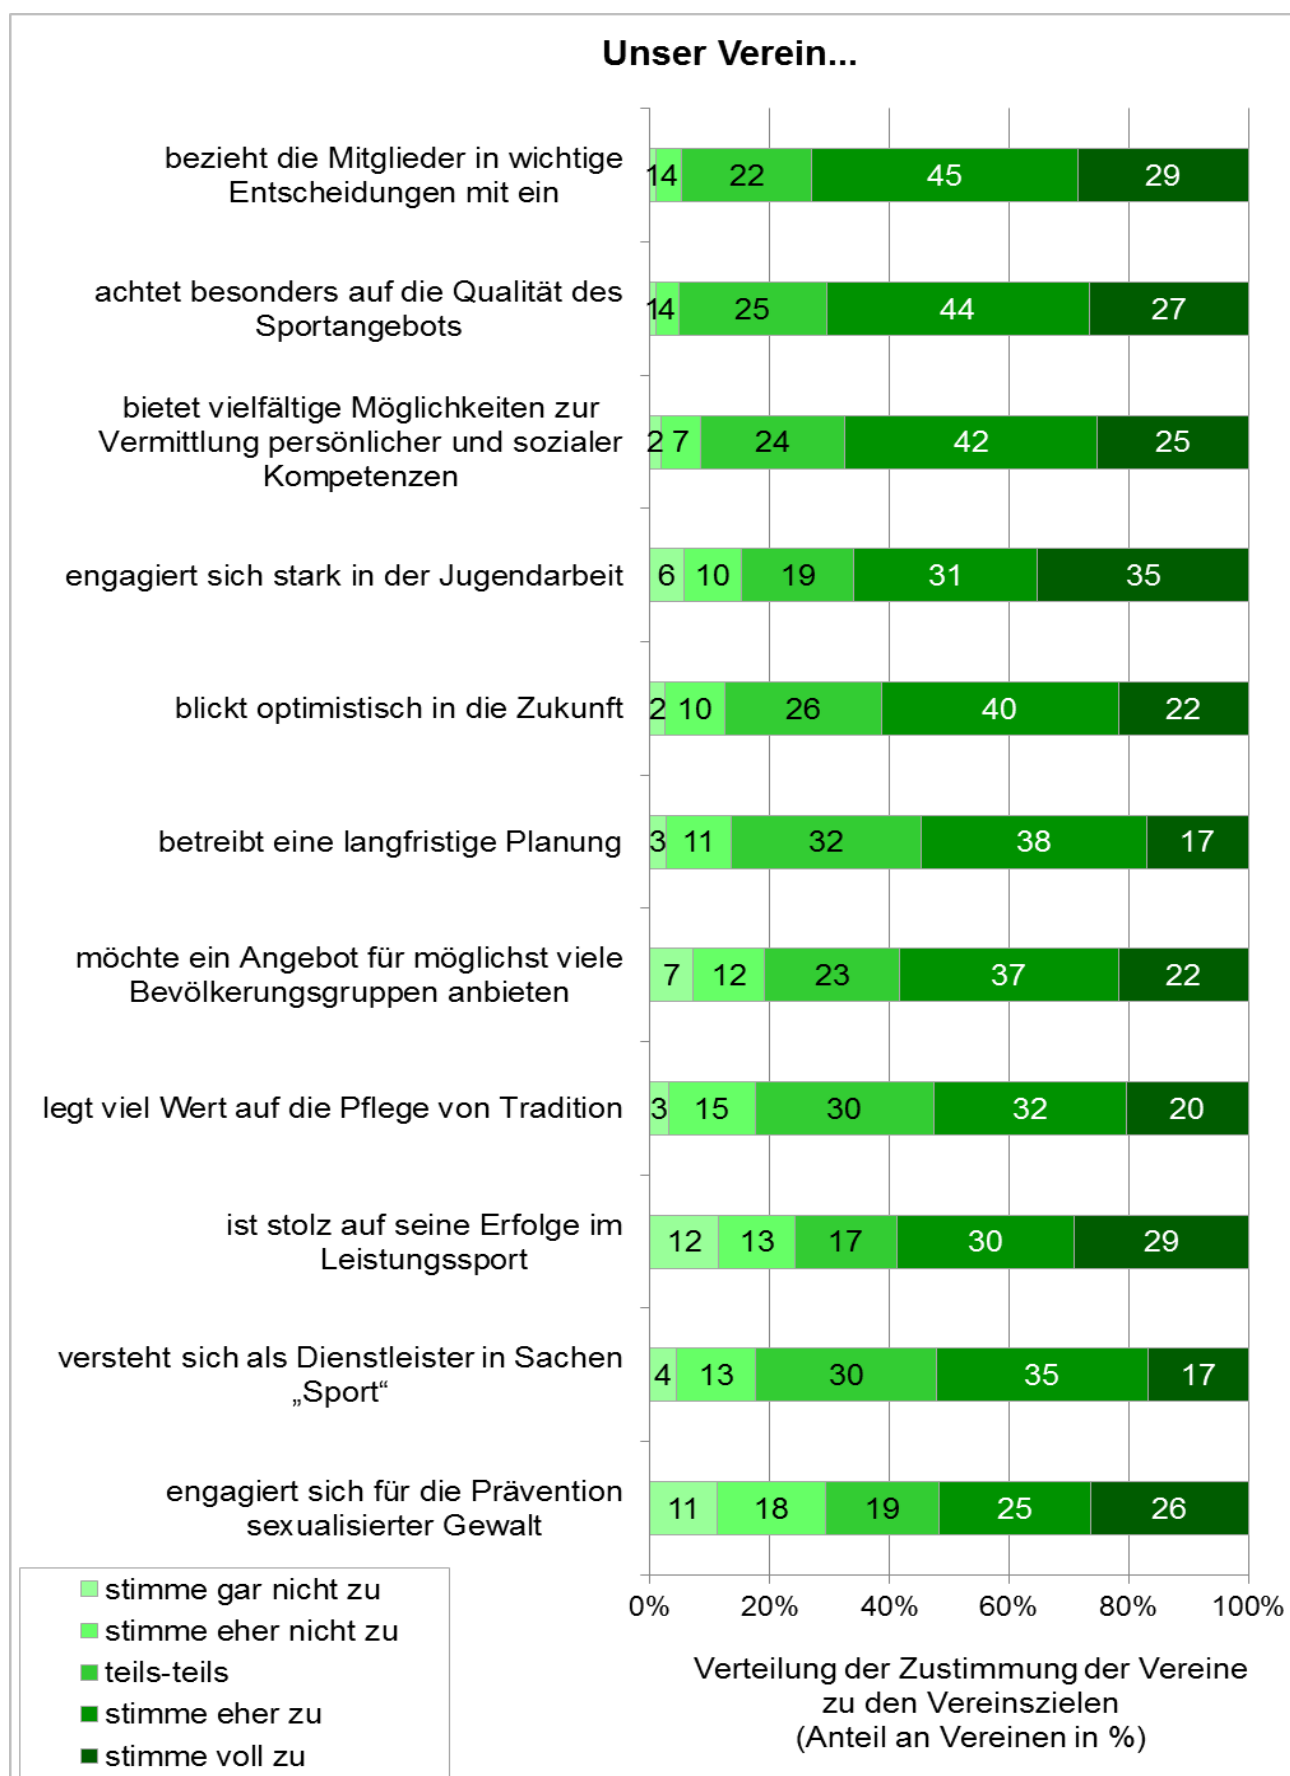 Unser Verein...
bezieht die Mitglieder in wichtige
Entscheidungen mit ein
1 4 22 45 29
achtet besonders auf die Qualität des
Sportangebots
1 4 25 44 27
bietet vielfältige Möglichkeiten zur
Vermittlung persönlicher und sozialer
Kompetenzen
2 7 24 42 25
engagiert sich stark in der Jugendarbeit
6 10 19 31 35
blickt optimistisch in die Zukunft
2 10 26 40 22
betreibt eine langfristige Planung
3 11 32 38 17
möchte ein Angebot für möglichst viele
Bevölkerungsgruppen anbieten
7 12 23 37 22
legt viel Wert auf die Pflege von Tradition
3 15 30 32 20
ist stolz auf seine Erfolge im
Leistungssport
12 13 17 30 29
versteht sich als Dienstleister in Sachen
„Sport“
4 13 30 35 17
engagiert sich für die Prävention
sexualisierter Gewalt
11 18 19 25 26
0% 20% 40% 60% 80% 100%
stimme gar nicht zu
stimme eher nicht zu
teils-teils
stimme eher zu
stimme voll zu
Verteilung der Zustimmung der Vereine
zu den Vereinszielen
(Anteil an Vereinen in %)